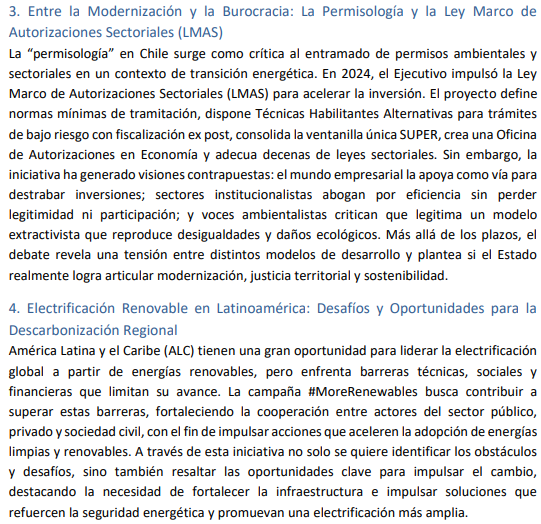 3. Entre la Modernización y la Burocracia: La Permisología y la Ley Marco de
Autorizaciones Sectoriales (LMAS)
La “permisología” en Chile surge como crítica al entramado de permisos ambientales y
sectoriales en un contexto de transición energética. En 2024, el Ejecutivo impulsó la Ley
Marco de Autorizaciones Sectoriales (LMAS) para acelerar la inversión. El proyecto define
normas mínimas de tramitación, dispone Técnicas Habilitantes Alternativas para trámites
de bajo riesgo con fiscalización ex post, consolida la ventanilla única SUPER, crea una Oficina
de Autorizaciones en Economía y adecua decenas de leyes sectoriales. Sin embargo, la
iniciativa ha generado visiones contrapuestas: el mundo empresarial la apoya como vía para
destrabar inversiones; sectores institucionalistas abogan por eficiencia sin perder
legitimidad ni participación; y voces ambientalistas critican que legitima un modelo
extractivista que reproduce desigualdades y daños ecológicos. Más allá de los plazos, el
debate revela una tensión entre distintos modelos de desarrollo y plantea si el Estado
realmente logra articular modernización, justicia territorial y sostenibilidad.
4. Electrificación Renovable en Latinoamérica: Desafíos y Oportunidades para la
Descarbonización Regional
América Latina y el Caribe (ALC) tienen una gran oportunidad para liderar la electrificación
global a partir de energías renovables, pero enfrenta barreras técnicas, sociales y
financieras que limitan su avance. La campaña #MoreRenewables busca contribuir a
superar estas barreras, fortaleciendo la cooperación entre actores del sector público,
privado y sociedad civil, con el fin de impulsar acciones que aceleren la adopción de energías
limpias y renovables. A través de esta iniciativa no solo se quiere identificar los obstáculos
y desafíos, sino también resaltar las oportunidades clave para impulsar el cambio,
destacando la necesidad de fortalecer la infraestructura e impulsar soluciones que
refuercen la seguridad energética y promuevan una electrificación más amplia.